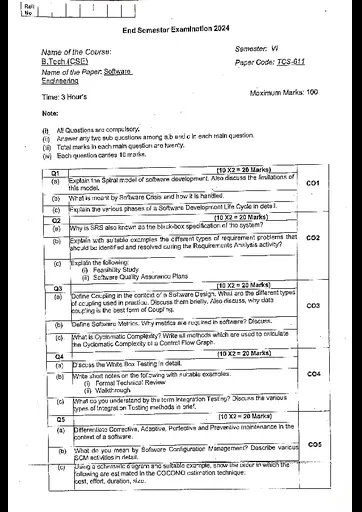 Roll
No
End Semester Examination 2024
Name of the Course:
Semester: VI
B.Tech (CSE)
Paper Code: TCS-611
Name of the Paper: Software
Engineering
Maximum Marks: 100
Time: 3 Hour's
Note:
(i) All Questions are compulsory.
(ii) Answer any two sub questions among a,b and c in each main question.
(iii) Total marks in each main question are twenty.
(iv) Each question carries 10 marks.
Q1 (10 X2 = 20 Marks)
(a) Explain the Spiral model of software development. Also discuss the limitations of
this model. CO1
(b) What is meant by Software Crisis and how it is handled.
(c) Explain the various phases of a Software Development Life Cycle in detail.
Q2 (10 X2 = 20 Marks)
(a) Why is SRS also known as the black-box specification of the system?
(b) Explain with suitable examples the different types of requirement problems that CO2
should be identified and resolved during the Requirements Analysis activity?
(c) Explain the following:
(i) Feasibility Study
(ii) Software Quality Assurance Plans
Q3 (10 X2 = 20 Marks)
(a) Define Coupling in the context of a Software Design. What are the different types
of coupling used in practice. Discuss them briefly. Also discuss, why data CO3
coupling is the best form of Coupling.
(b) Define Software Metrics. Why metrics are required in software? Discuss.
(c) What is Cyclomatic Complexity? Write all methods which are used to calculate
the Cyclomatic Complexity of a Control Flow Graph.
Q4 (10 X2 = 20 Marks)
(a) Discuss the White Box Testing in detail.
(b) Write short notes on the following with suitable examples. CO4
(i) Formal Technical Review
(ii) Walkthrough
(c) What do you understand by the term Integration Testing? Discuss the various
types of Integration Testing methods in brief.
Q5 (10 X2 = 20 Marks)
(a) Differentiate Corrective, Adaptive, Perfective and Preventive maintenance in the
context of a software.
(b) What do you mean by Software Configuration Management? Describe various CO5
SCM activities in detail.
(c) Using a schematic diagram and suitable example, show the order in which the
following are estimated in the COCOMO estimation technique:
cost, effort, duration, size.